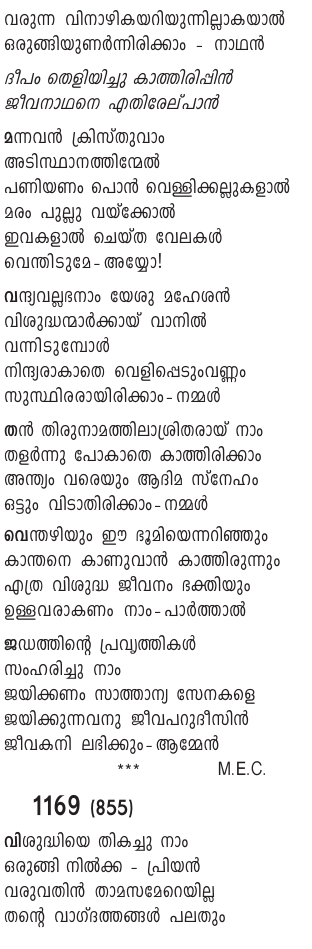 വരുന്ന വിനാഴികയറിയുന്നില്ലാകയാൽ
ഒരുങ്ങിയുണർന്നിരിക്കാം - നാഥൻ
ദീപം തെളിയിച്ചു കാത്തിരിപ്പിൻ
ജീവനാഥനെ എതിരേല്പാൻ
മന്നവൻ ക്രിസ്തുവാം
അടിസ്ഥാനത്തിന്മേൽ
പണിയണം പൊൻ വെള്ളിക്കല്ലുകളാൽ
മരം പുല്ലു വയ്ക്കോൽ
ഇവകളാൽ ചെയ്ത വേലകൾ
വെന്തിടുമേ - അയ്യോ!
വന്ദ്യവല്ലഭനാം യേശു മഹേശൻ
വിശുദ്ധന്മാർക്കായ് വാനിൽ
വന്നിടുമ്പോൾ
നിന്ദ്യരാകാതെ വെളിപ്പെടുംവണ്ണം
സുസ്ഥിരരായിരിക്കാം - നമ്മൾ
തൻ തിരുനാമത്തിലാശ്രിതരായ് നാം
തളർന്നു പോകാതെ കാത്തിരിക്കാം
അന്ത്യം വരെയും ആദിമ സ്നേഹം
ഒട്ടും വിടാതിരിക്കാം - നമ്മൾ
വെന്തഴിയും ഈ ഭൂമിയെന്നറിഞ്ഞും
കാന്തനെ കാണുവാൻ കാത്തിരുന്നും
എത്ര വിശുദ്ധ ജീവനം ഭക്തിയും
ഉള്ളവരാകണം നാം - പാർത്താൽ
ജഡത്തിന്റെ പ്രവൃത്തികൾ
സംഹരിച്ചു നാം
ജയിക്കണം സാത്താന്യ സേനകളെ
ജയിക്കുന്നവനു ജീവപറുദീസിൻ
ജീവകനി ലഭിക്കും - ആമ്മേൻ
*** M.E.C.
1169 (855)
വിശുദ്ധിയെ തികച്ചു നാം
ഒരുങ്ങി നിൽക്ക - പ്രിയൻ
വരുവതിൻ താമസമേറെയില്ല
തന്റെ വാഗ്ദത്തങ്ങൾ പലതും